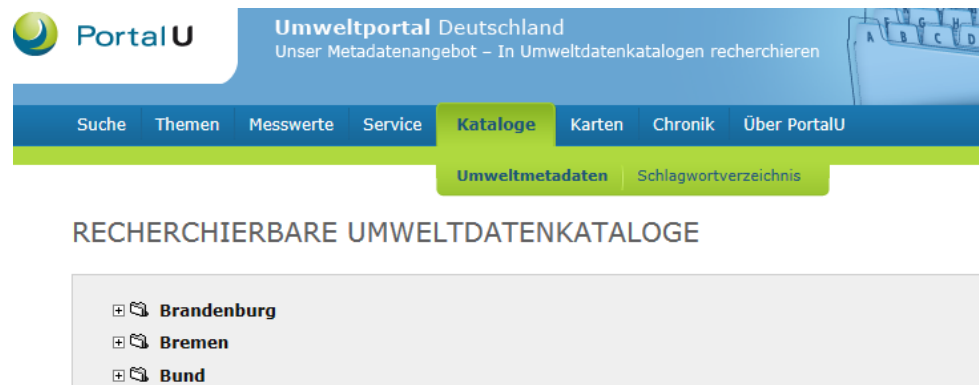 Portal U
Umweltportal Deutschland
Unser Metadatenangebot – In Umweltdatenkatalogen recherchieren
A B C D
E F G H
Suche Themen Messwerte Service Kataloge Karten Chronik Über PortalU
Umweltmetadaten Schlagwortverzeichnis
RECHERCHIERBARE UMWELTDATENKATALOGE
Brandenburg
Bremen
Bund